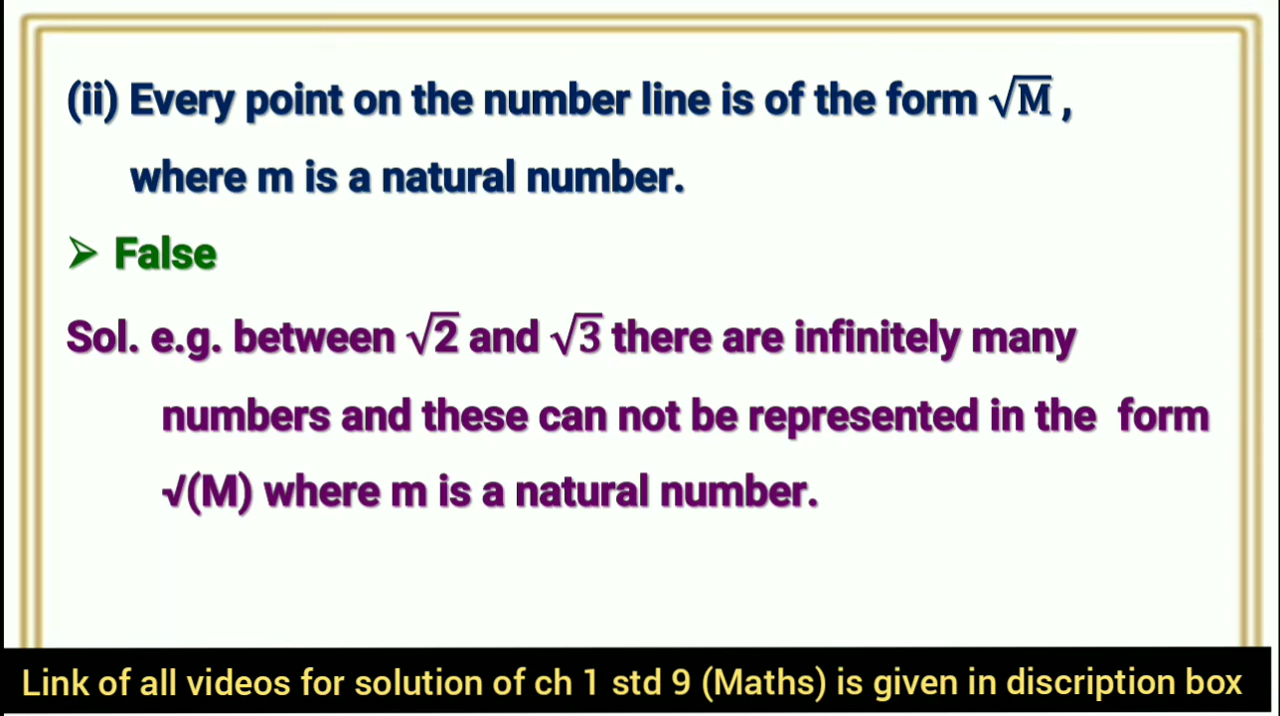 (ii) Every point on the number line is of the form √M ,
where m is a natural number.
➢ False
Sol. e.g. between √2 and √3 there are infinitely many
numbers and these can not be represented in the form
√(M) where m is a natural number.
Link of all videos for solution of ch 1 std 9 (Maths) is given in discription box